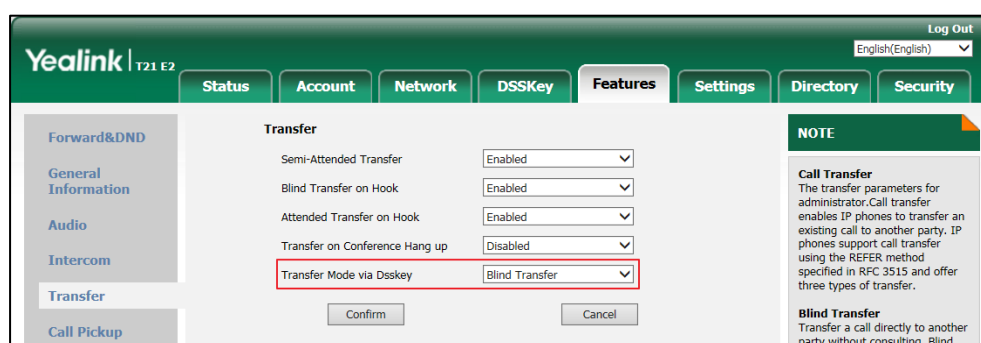 Log Out
Yealink | T21 E2
English(English)
Status Account Network DSSKey Features Settings Directory Security
Forward&DND
General
Information
Audio
Intercom
Transfer
Call Pickup
Transfer
Semi-Attended Transfer Enabled
Blind Transfer on Hook Enabled
Attended Transfer on Hook Enabled
Transfer on Conference Hang up Disabled
Transfer Mode via Dsskey Blind Transfer
Confirm Cancel
NOTE
Call Transfer
The transfer parameters for
administrator.Call transfer
enables IP phones to transfer an
existing call to another party. IP
phones support call transfer
using the REFER method
specified in RFC 3515 and offer
three types of transfer.
Blind Transfer
Transfer a call directly to another
party without consulting. Blind